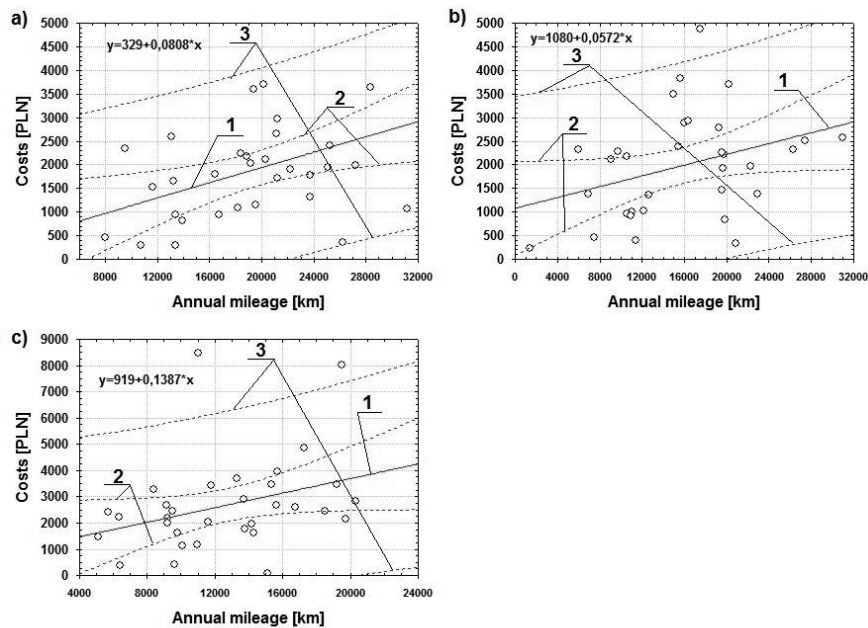 a)
y=329+0,0808*x
3
2
1
Costs [PLN]
5000
4500
4000
3500
3000
2500
2000
1500
1000
500
0
8000 12000 16000 20000 24000 28000 32000
Annual mileage [km]
b)
y=1080+0,0572*x
3
1
2
Costs [PLN]
5000
4500
4000
3500
3000
2500
2000
1500
1000
500
0
0 4000 8000 12000 16000 20000 24000 28000 32000
Annual mileage [km]
c)
3
y=919+0,1387*x
1
2
Costs [PLN]
9000
8000
7000
6000
5000
4000
3000
2000
1000
0
4000 8000 12000 16000 20000 24000
Annual mileage [km]